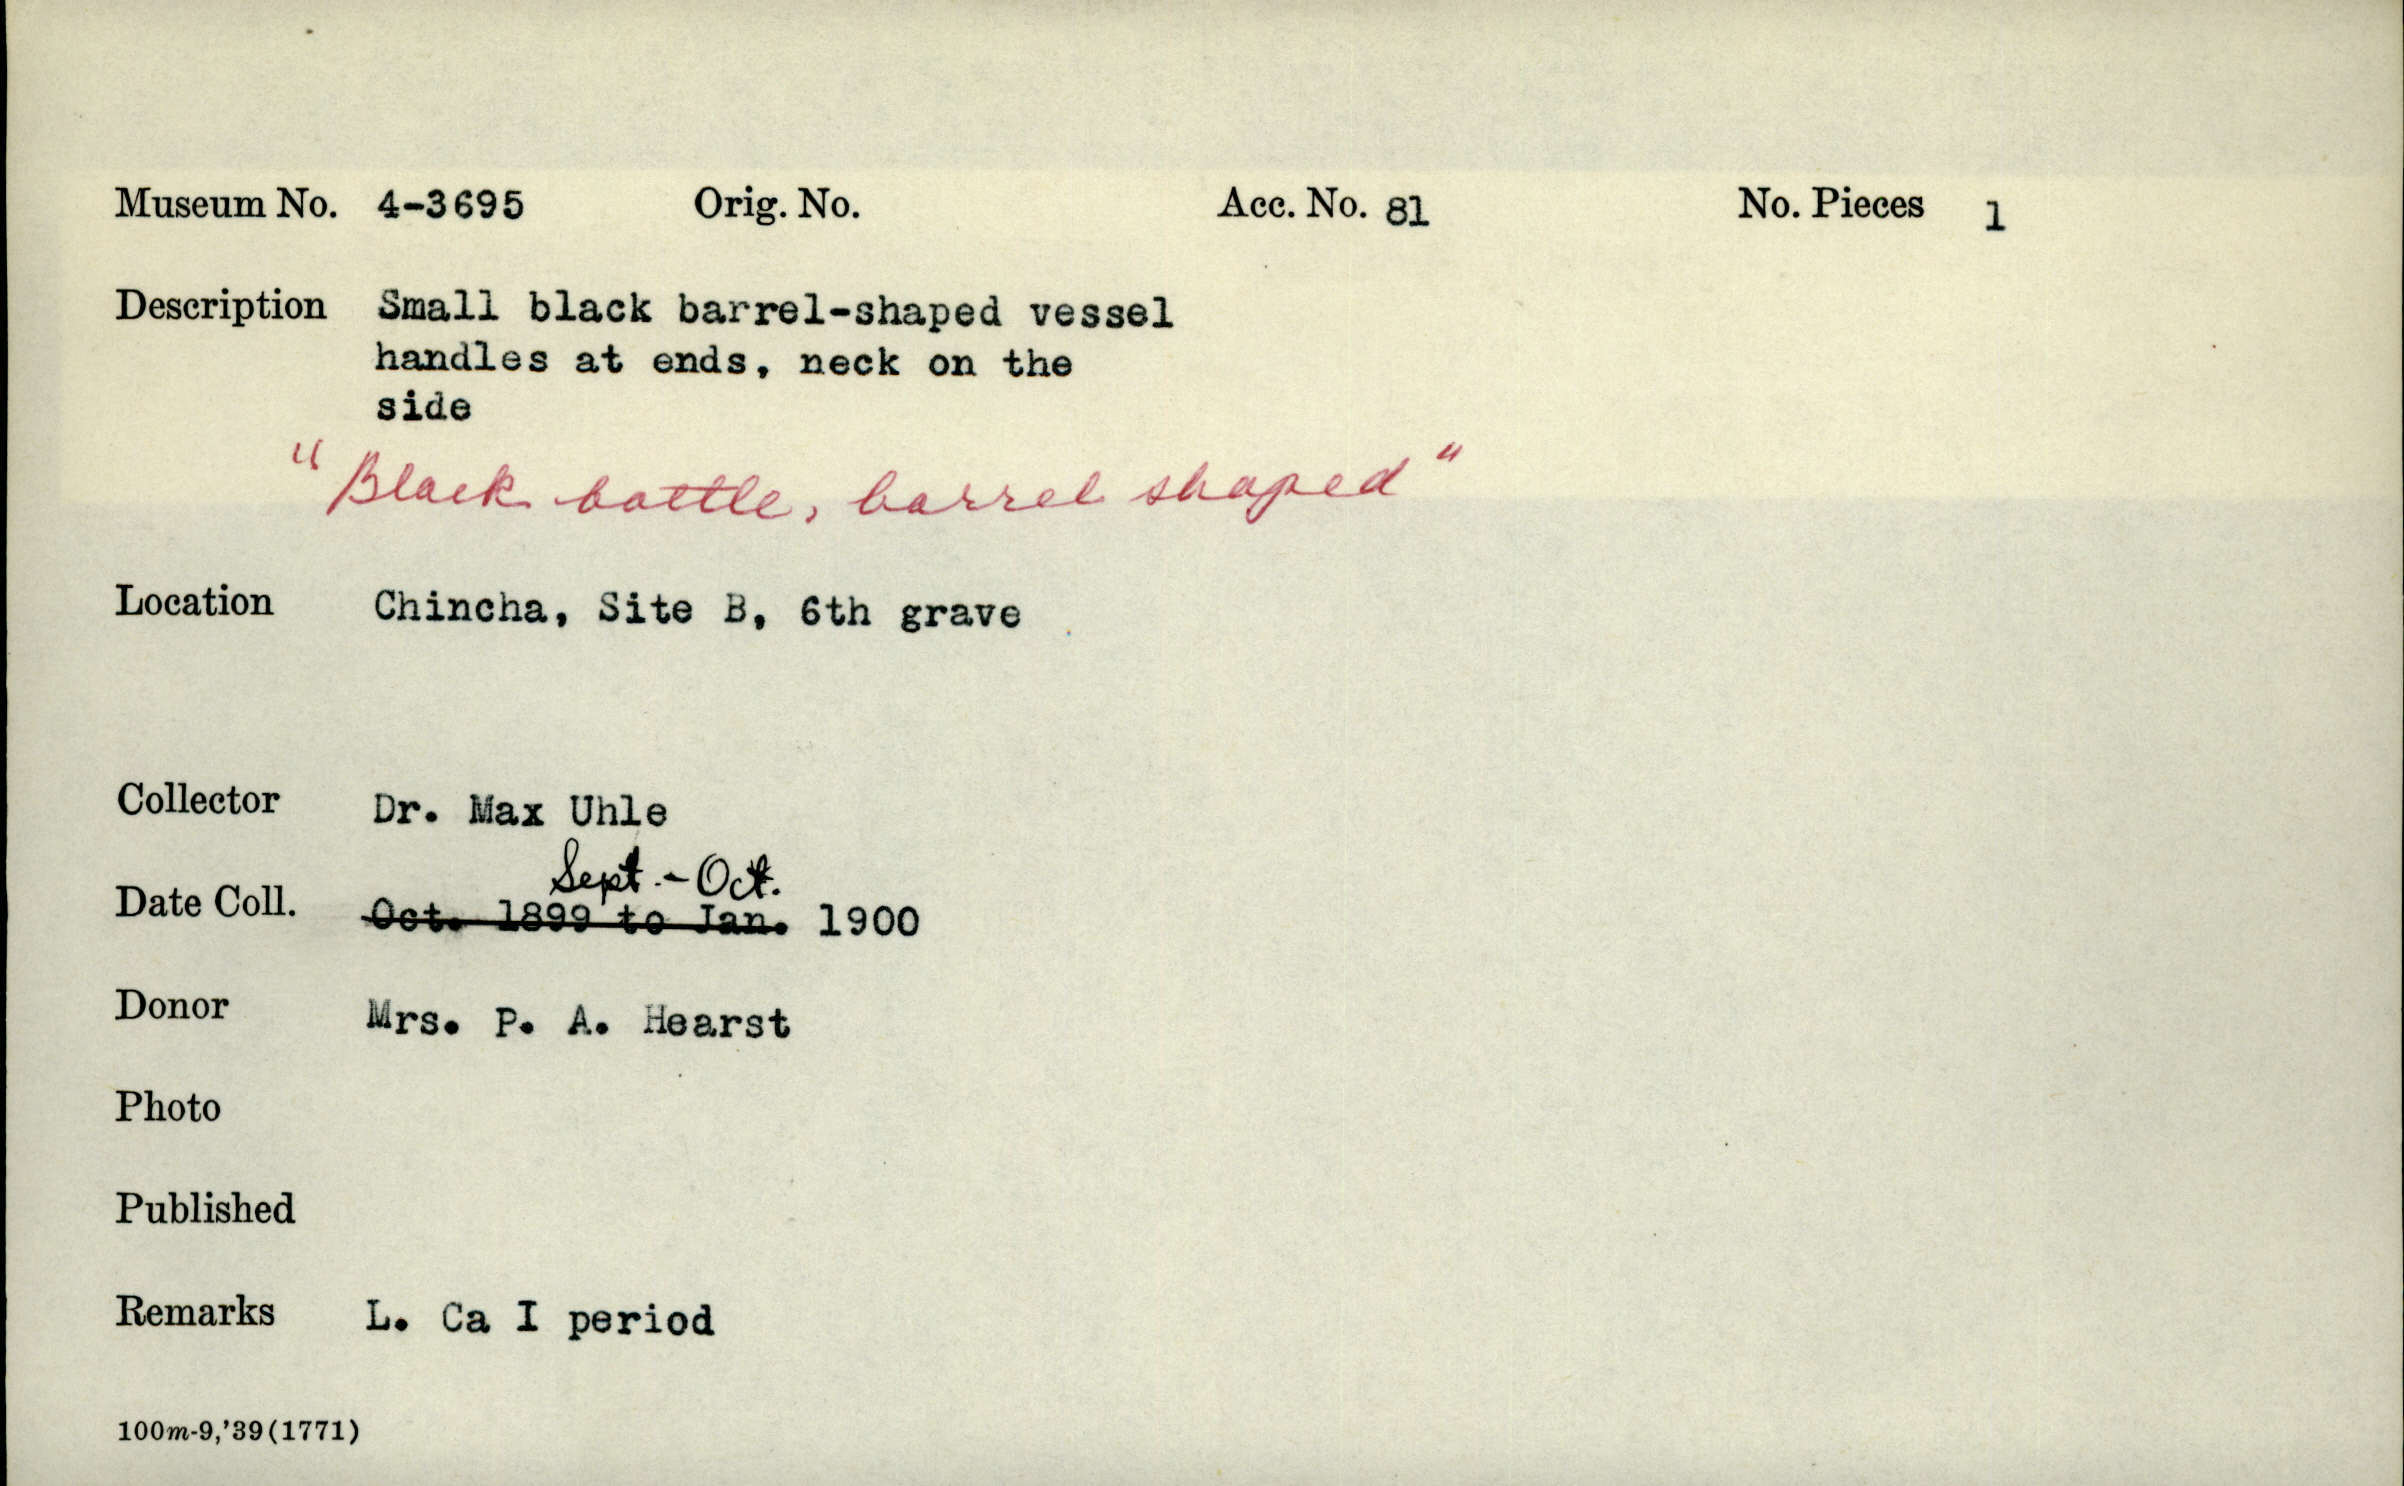 Museum No. 4-3695 Orig. No. Acc. No. 81 No. Pieces 1
Description Small black barrel-shaped vessel
handles at ends, neck on the
side
"Black bottle, barrel shaped"
Location Chincha, Site B, 6th grave
Collector Dr. Max Uhle
Sept.-Oct.
Date Coll. Oct. 1899 to Jan. 1900
Donor Mrs. P. A. Hearst
Photo
Published
Remarks L. Ca I period
100m-9,'39(1771)